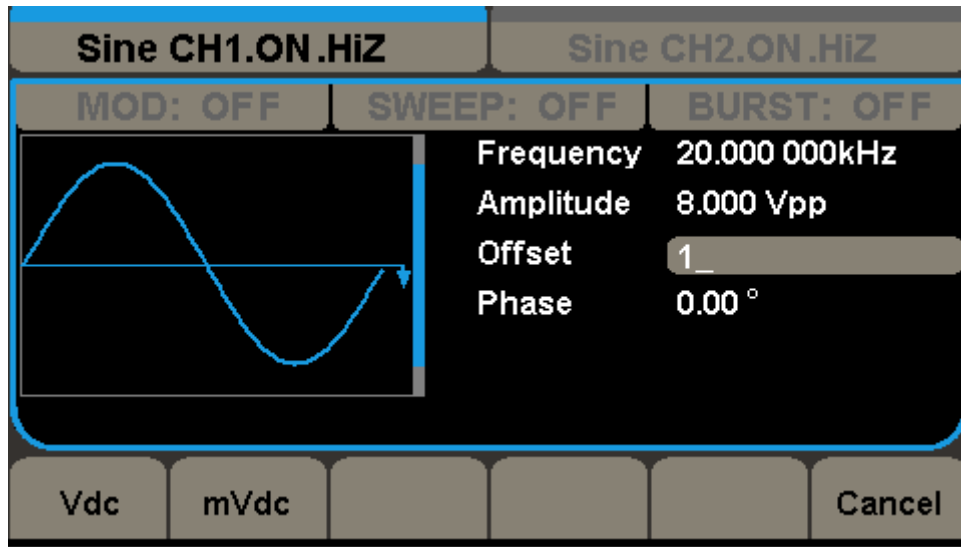 Sine CH1.ON.HiZ
Sine CH2.ON.HiZ
MOD: OFF
SWEEP: OFF
BURST: OFF
Frequency 20.000 000kHz
Amplitude 8.000 Vpp
Offset 1_
Phase 0.00 °
Vdc
mVdc
Cancel